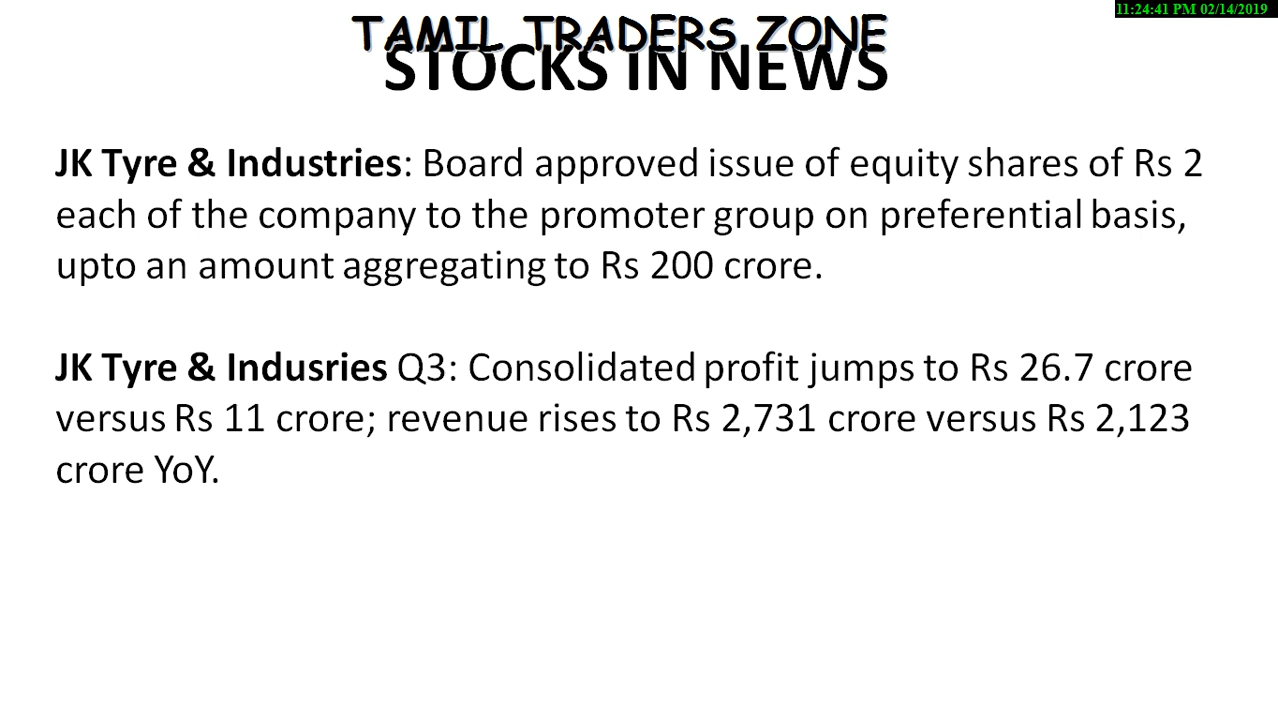 11:24:41 PM 02/14/2019
TAMIL TRADERS ZONE
STOCKS IN NEWS
JK Tyre & Industries: Board approved issue of equity shares of Rs 2
each of the company to the promoter group on preferential basis,
upto an amount aggregating to Rs 200 crore.
JK Tyre & Indusries Q3: Consolidated profit jumps to Rs 26.7 crore
versus Rs 11 crore; revenue rises to Rs 2,731 crore versus Rs 2,123
crore YoY.